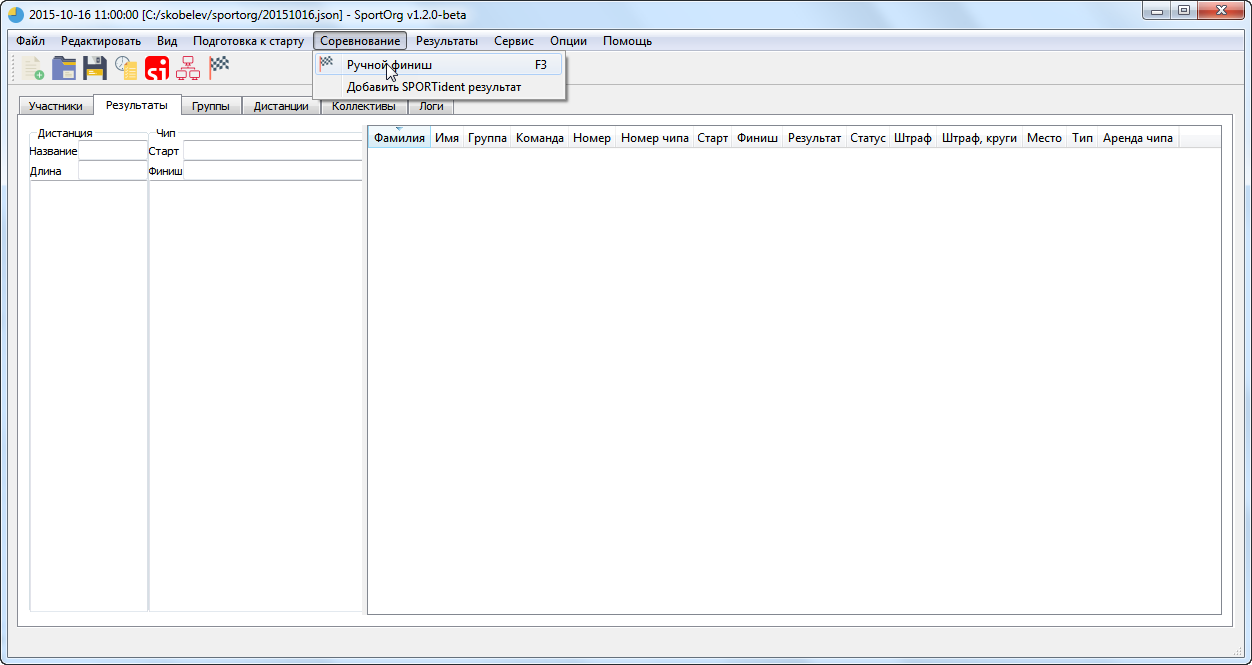 2015-10-16 11:00:00 [C:/skobelev/sportorg/20151016.json] - SportOrg v1.2.0-beta
Файл Редактировать Вид Подготовка к старту Соревнование Результаты Сервис Опции Помощь
si
Ручной финиш F3
Добавить SPORTident результат
Участники Результаты Группы Дистанции Коллективы Логи
Дистанция Чип
Название Старт
Длина Финиш
Фамилия Имя Группа Команда Номер Номер чипа Старт Финиш Результат Статус Штраф Штраф, круги Место Тип Аренда чипа